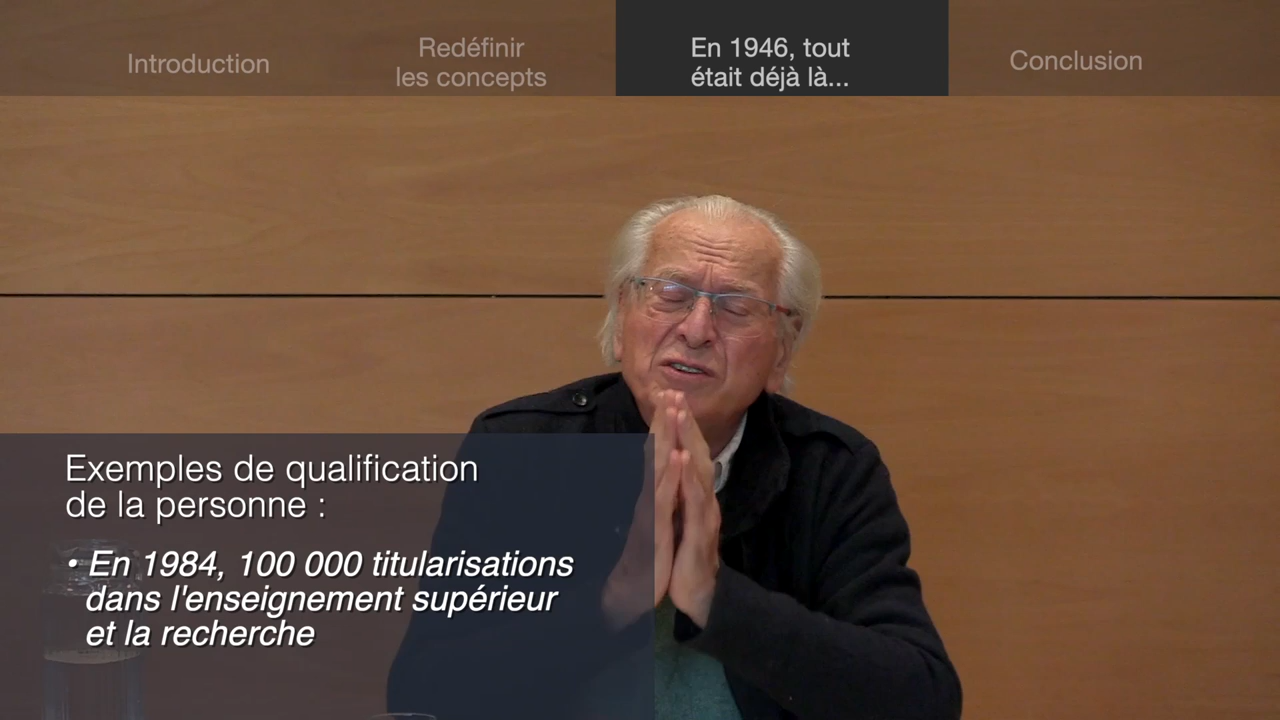 Introduction
Redéfinir
les concepts
En 1946, tout
était déjà là...
Conclusion
Exemples de qualification
de la personne :
• En 1984, 100 000 titularisations
dans l'enseignement supérieur
et la recherche